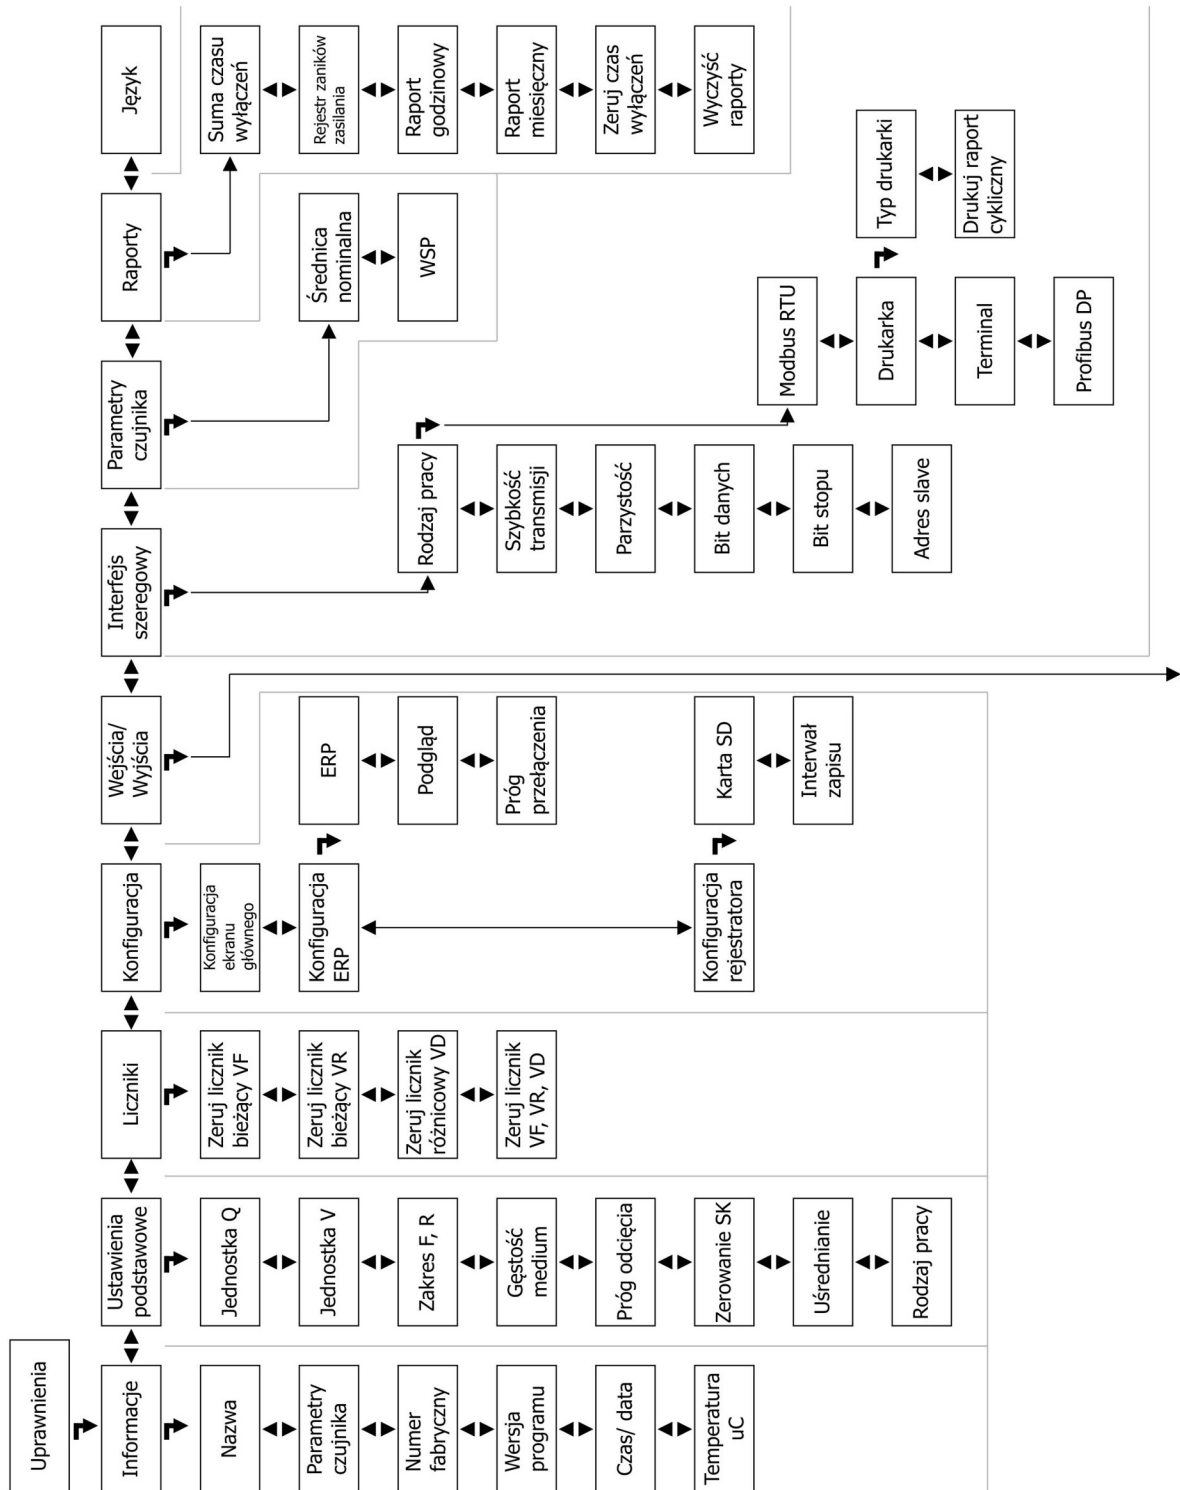 Uprawnienia
Informacje
Nazwa
Parametry
czujnika
Numer
fabryczny
Wersja
programu
Czas/ data
Temperatura
uC
Ustawienia
podstawowe
Jednostka Q
Jednostka V
Zakres F, R
Gęstość
medium
Próg odcięcia
Zerowanie SK
Uśrednianie
Rodzaj pracy
Liczniki
Zeruj licznik
bieżący VF
Zeruj licznik
bieżący VR
Zeruj licznik
różnicowy VD
Zeruj licznik
VF, VR, VD
Konfiguracja
Konfiguracja
ekranu
głównego
Konfiguracja
ERP
ERP
Podgląd
Próg
przełączenia
Konfiguracja
rejestratora
Karta SD
Interwał
zapisu
Wejścia/
Wyjścia
Interfejs
szeregowy
Rodzaj pracy
Szybkość
transmisji
Parzystość
Bit danych
Bit stopu
Adres slave
Modbus RTU
Drukarka
Terminal
Profibus DP
Typ drukarki
Drukuj raport
cykliczny
Parametry
czujnika
Średnica
nominalna
WSP
Raporty
Suma czasu
wyłączeń
Rejestr zaników
zasilania
Raport
godzinowy
Raport
miesięczny
Zeruj czas
wyłączeń
Wyczyść
raporty
Język